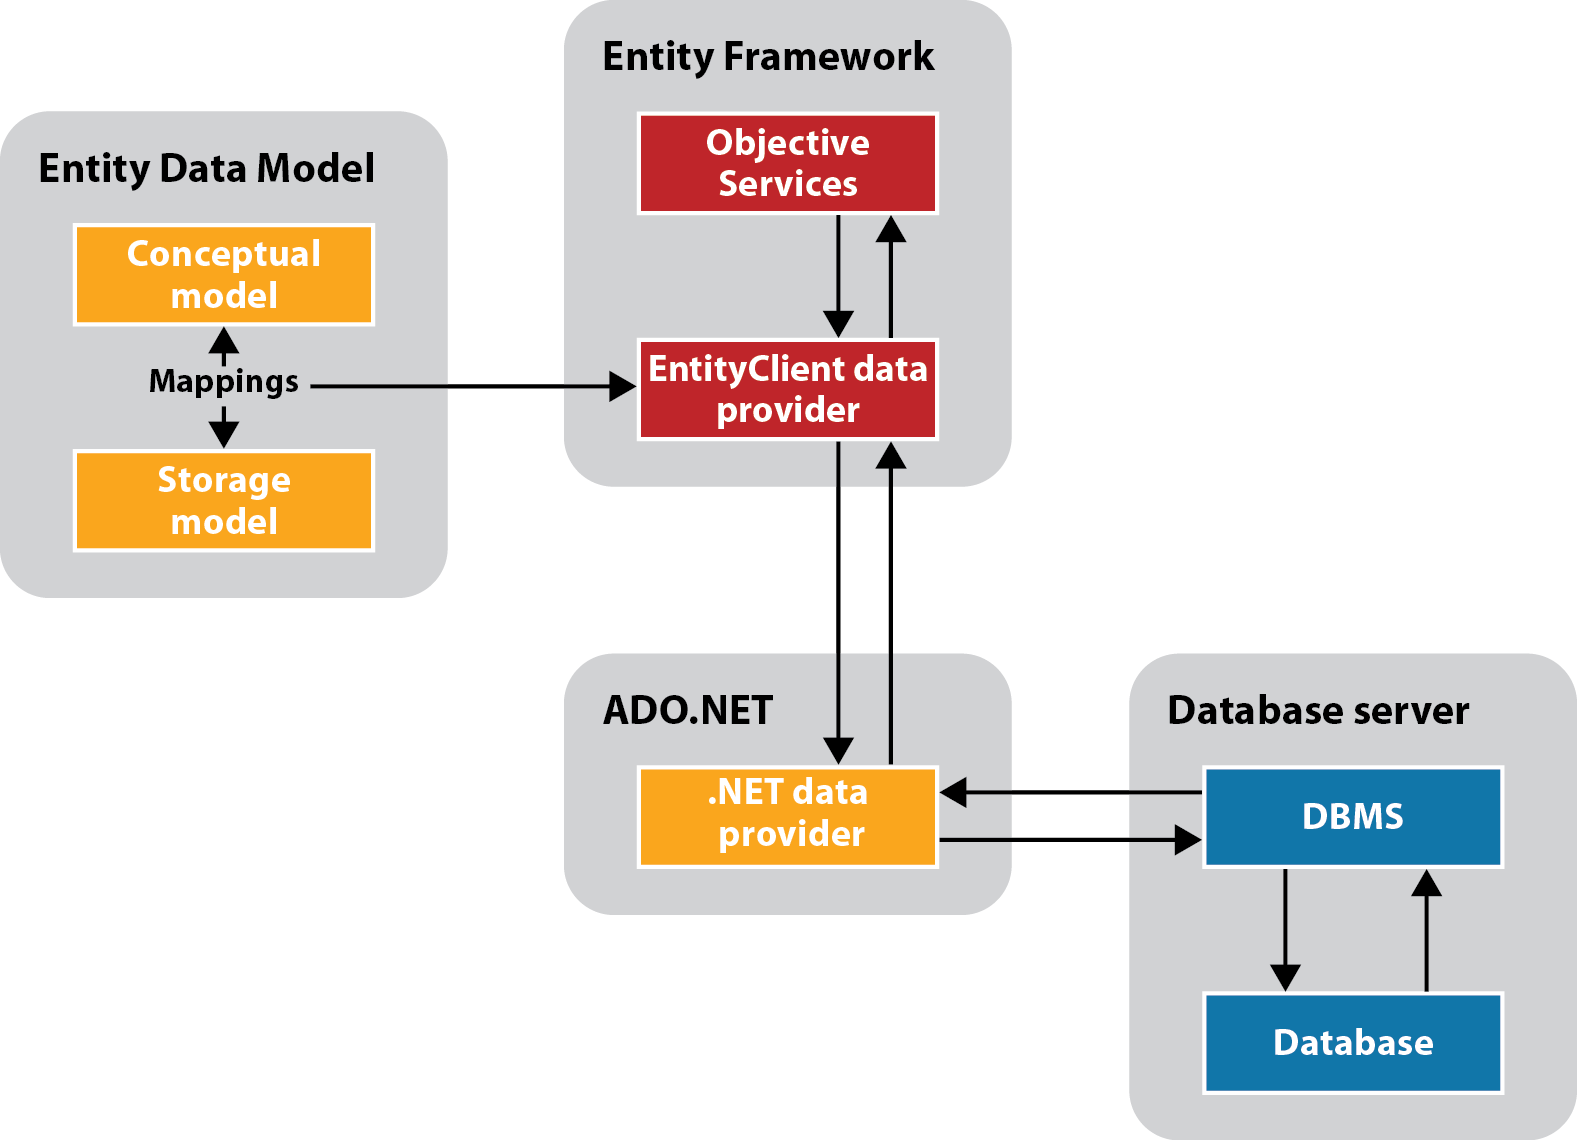 Entity Framework
Objective
Services
EntityClient data
provider
Entity Data Model
Conceptual
model
Mappings
Storage
model
ADO.NET
.NET data
provider
Database server
DBMS
Database